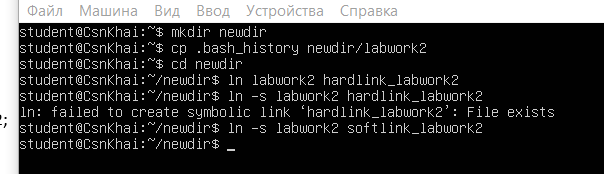 Файл Машина Вид Ввод Устройства Справка
student@CsnKhai:~$ mkdir newdir
student@CsnKhai:~$ cp .bash_history newdir/labwork2
student@CsnKhai:~$ cd newdir
student@CsnKhai:~/newdir$ ln labwork2 hardlink_labwork2
student@CsnKhai:~/newdir$ ln -s labwork2 hardlink_labwork2
ln: failed to create symbolic link ‘hardlink_labwork2’: File exists
2;
student@CsnKhai:~/newdir$ ln -s labwork2 softlink_labwork2
student@CsnKhai:~/newdir$ _